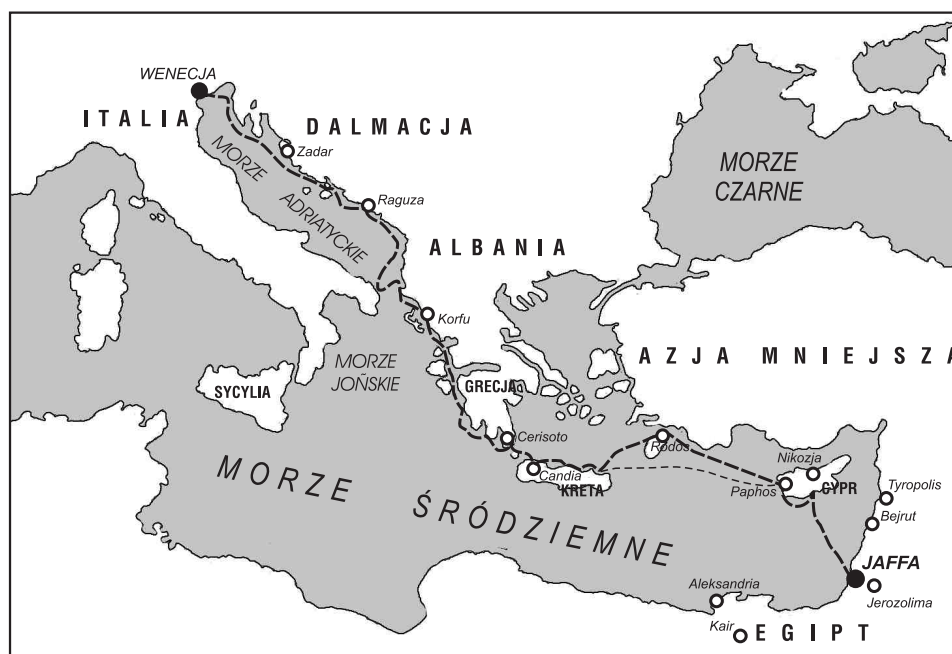 WENECJA
ITALIA
DALMACJA
Zadar
MORZE
ADRIATYCKIE
Raguza
MORZE
CZARNE
ALBANIA
Korfu
MORZE
JOŃSKIE
AZJA MNIEJSZA
SYCYLIA
GRECJA
Cerisoto
Rodos
Candia
KRETA
Nikozja
Paphos
CYPR
Tyropolis
Bejrut
MORZE ŚRÓDZIEMNE
JAFFA
Jerozolima
Aleksandria
Kair
EGIPT